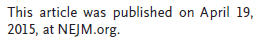 This article was published on April 19,
2015, at NEJM.org.